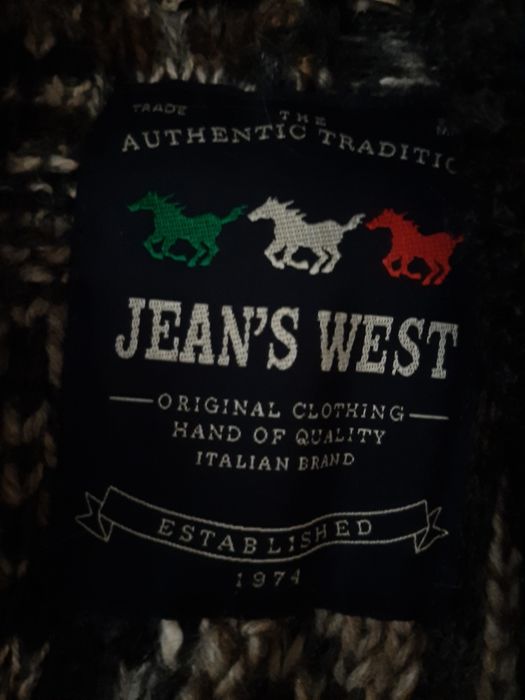 TRADE
THE
AUTHENTIC TRADITIO
JEAN'S WEST
ORIGINAL CLOTHING
HAND OF QUALITY
ITALIAN BRAND
ESTABLISHED
1974